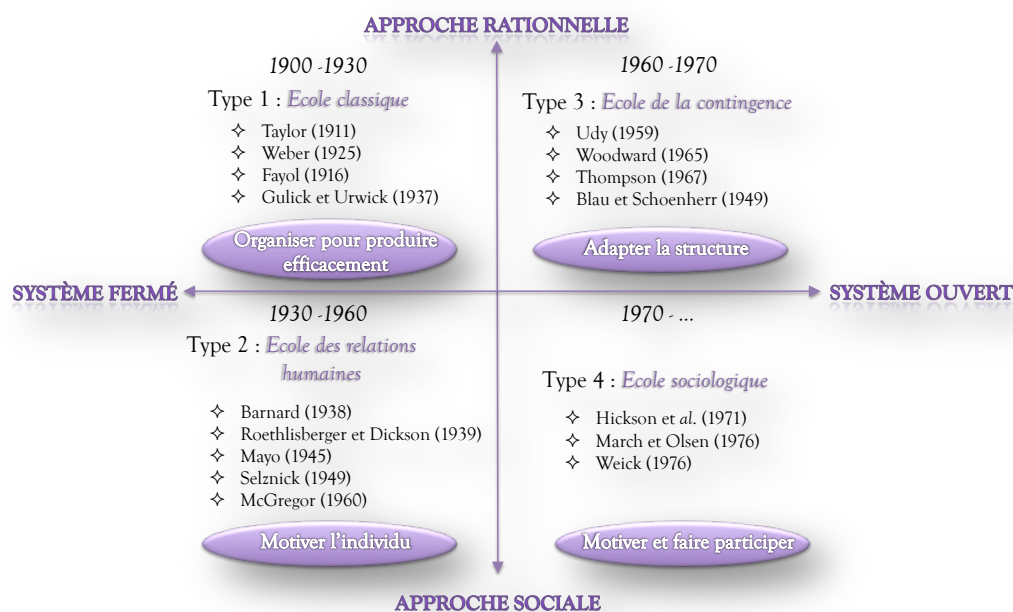 APPROCHE RATIONNELLE
1900 -1930
Type 1 : Ecole classique
✧ Taylor (1911)
✧ Weber (1925)
✧ Fayol (1916)
✧ Gulick et Urwick (1937)
Organiser pour produire
efficacement
1960 -1970
Type 3 : Ecole de la contingence
✧ Udy (1959)
✧ Woodward (1965)
✧ Thompson (1967)
✧ Blau et Schoenherr (1949)
Adapter la structure
SYSTÈME FERMÉ
SYSTÈME OUVERT
1930 -1960
Type 2 : Ecole des relations
humaines
✧ Barnard (1938)
✧ Roethlisberger et Dickson (1939)
✧ Mayo (1945)
✧ Selznick (1949)
✧ McGregor (1960)
Motiver l'individu
1970 - ...
Type 4 : Ecole sociologique
✧ Hickson et al. (1971)
✧ March et Olsen (1976)
✧ Weick (1976)
Motiver et faire participer
APPROCHE SOCIALE